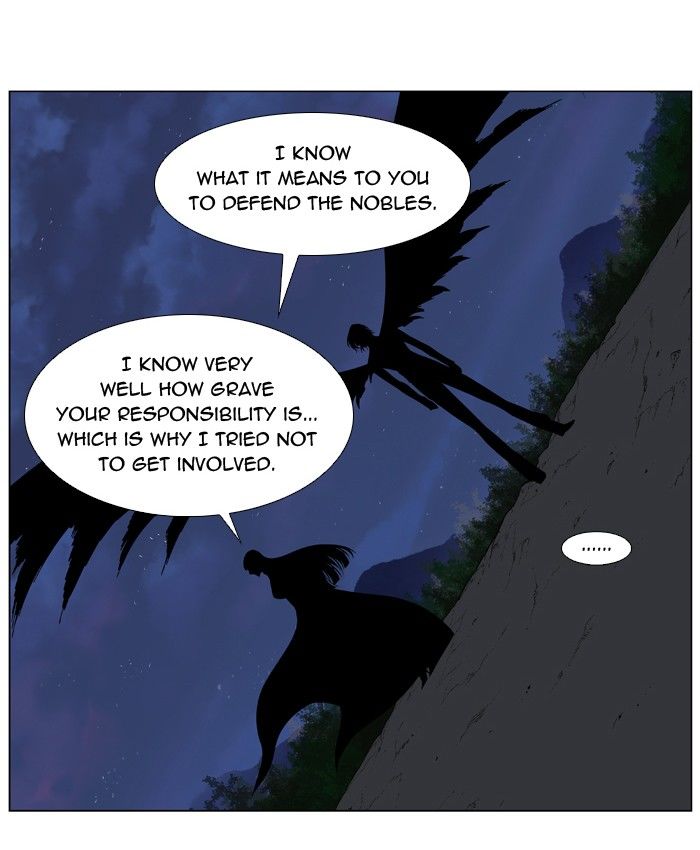 I KNOW
WHAT IT MEANS TO YOU
TO DEFEND THE NOBLES.
I KNOW VERY
WELL HOW GRAVE
YOUR RESPONSIBILITY IS...
WHICH IS WHY I TRIED NOT
TO GET INVOLVED.
......